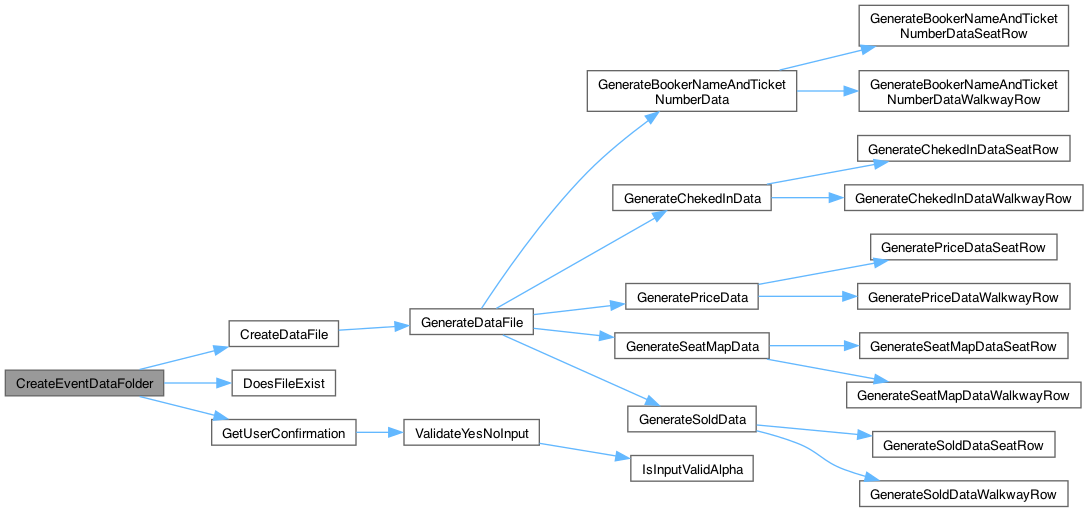 GenerateBookerNameAndTicket
NumberDataSeatRow
GenerateBookerNameAndTicket
NumberData
GenerateBookerNameAndTicket
NumberDataWalkwayRow
GenerateChekedInDataSeatRow
GenerateChekedInData
GenerateChekedInDataWalkwayRow
GeneratePriceDataSeatRow
GeneratePriceData
GeneratePriceDataWalkwayRow
GenerateDataFile
CreateDataFile
GenerateSeatMapData
GenerateSeatMapDataSeatRow
CreateEventDataFolder
DoesFileExist
GenerateSeatMapDataWalkwayRow
GenerateSoldData
GetUserConfirmation
ValidateYesNoInput
GenerateSoldDataSeatRow
IsInputValidAlpha
GenerateSoldDataWalkwayRow